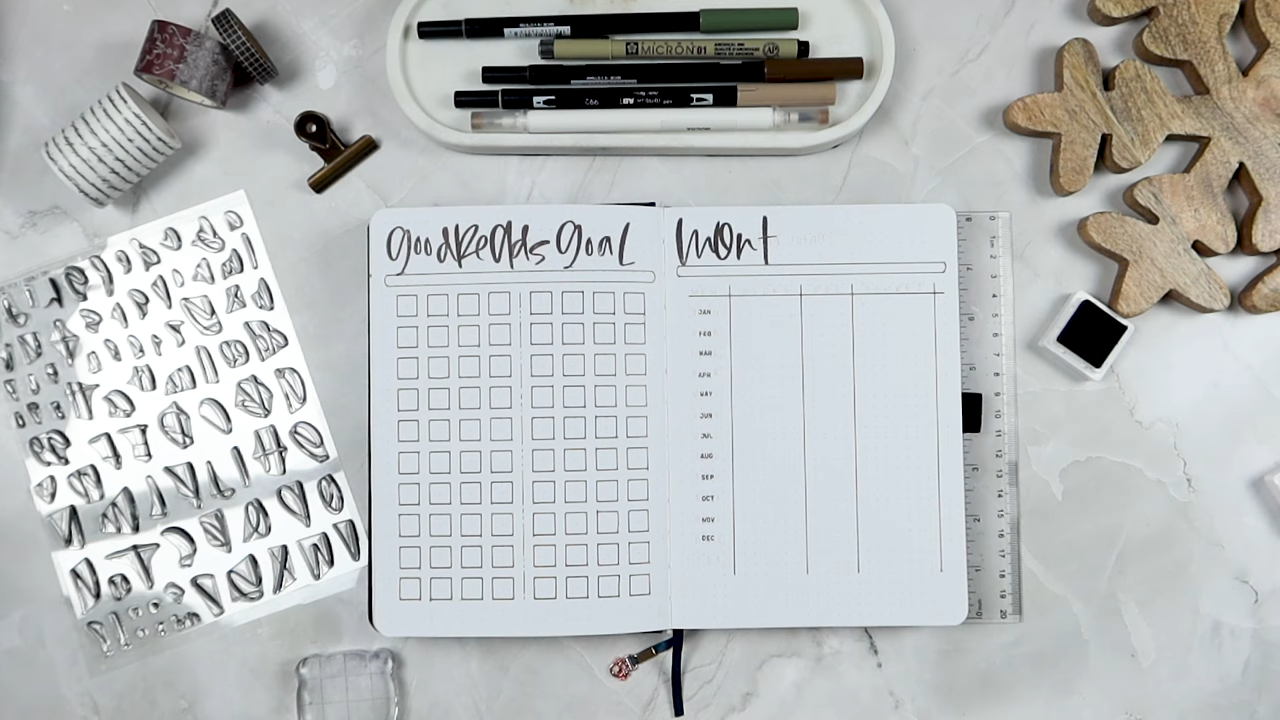 MICRON 01
goodReads goal
mont
JAN
FEB
MAR
APR
MAY
JUN
JUL
AUG
SEP
OCT
NOV
DEC